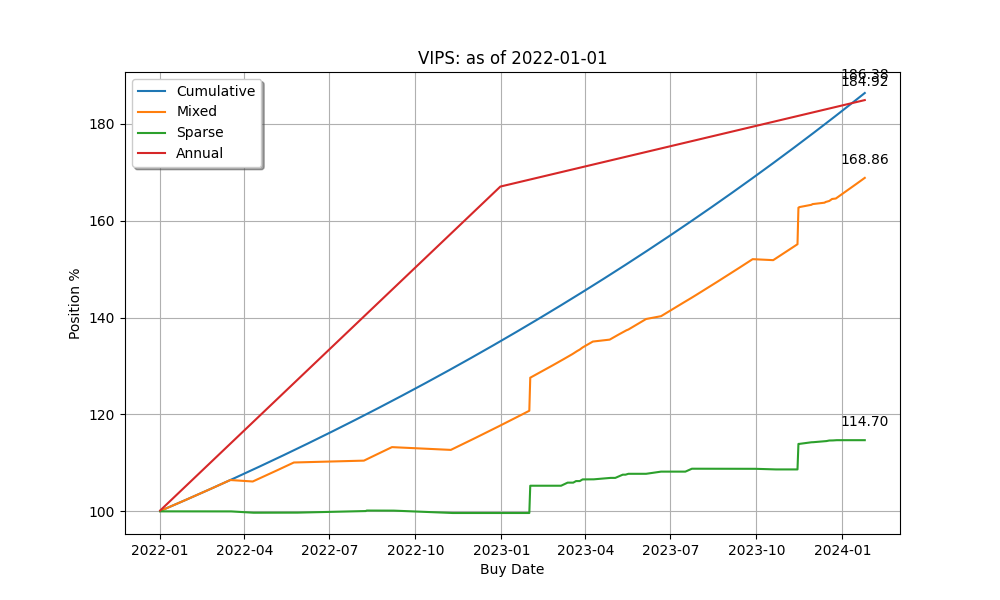 VIPS: as of 2022-01-01
Cumulative
Mixed
Sparse
Annual
186.38
184.92
168.86
114.70
180
160
140
120
100
Position %
2022-01 2022-04 2022-07 2022-10 2023-01 2023-04 2023-07 2023-10 2024-01
Buy Date